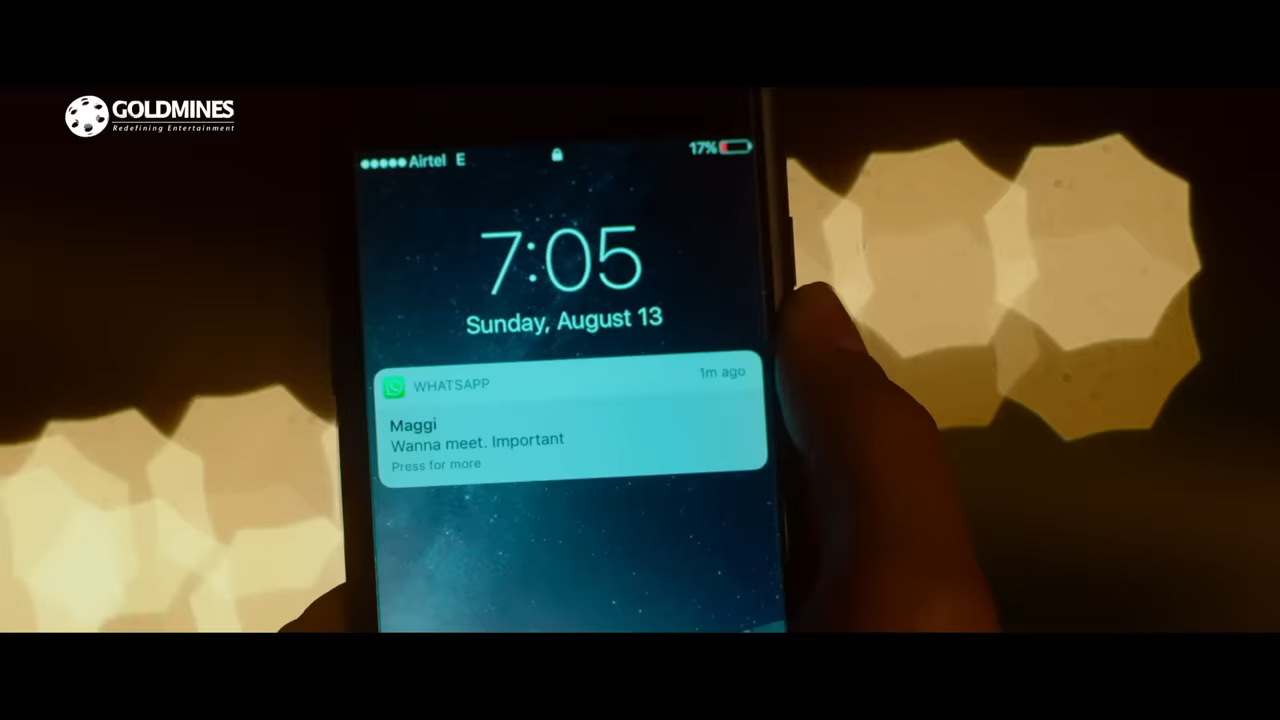 GOLDMINES
Redefining Entertainment
Airtel E
17%
7:05
Sunday, August 13
WHATSAPP
1m ago
Maggi
Wanna meet. Important
Press for more